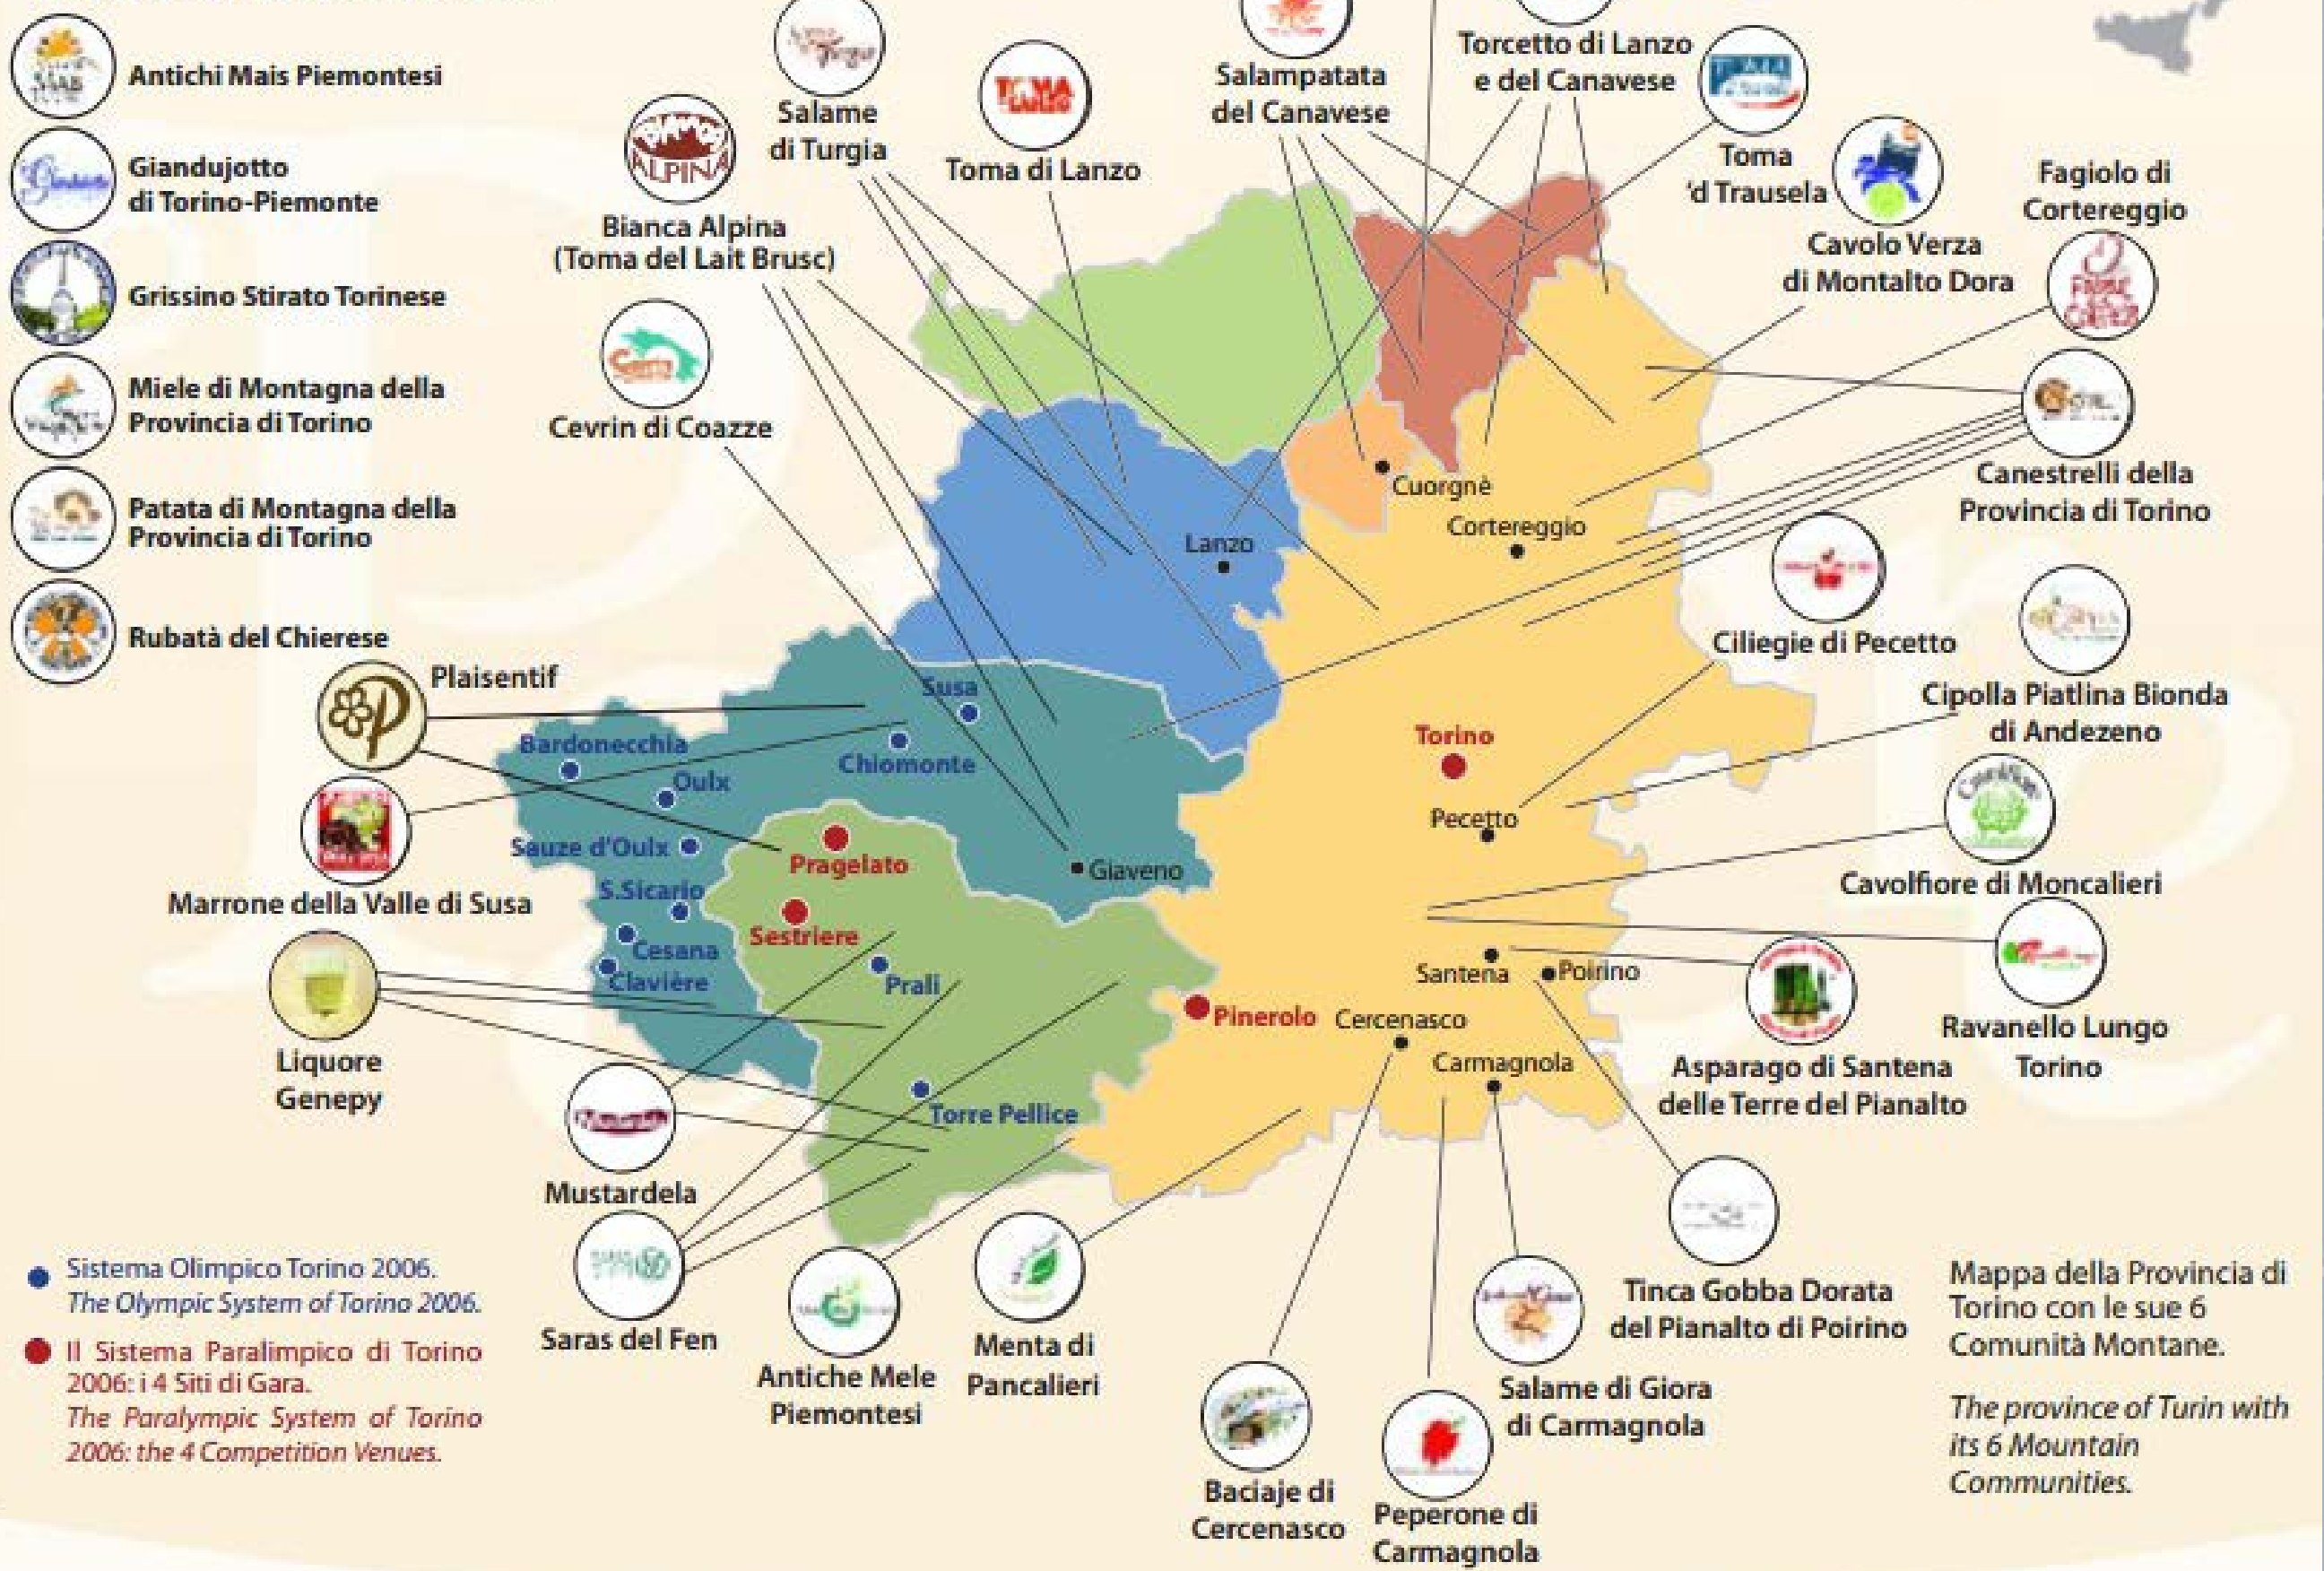 Antichi Mais Piemontesi
Giandujotto
di Torino-Piemonte
Grissino Stirato Torinese
Miele di Montagna della
Provincia di Torino
Patata di Montagna della
Provincia di Torino
Rubatà del Chierese
Plaisentif
Marrone della Valle di Susa
Liquore
Genepy
Bianca Alpina
(Toma del Lait Brusc)
ALPINA
Cevrin di Coazze
Salame
di Turgia
TOMA
LANZO
Toma di Lanzo
Salampatata
del Canavese
Torcetto di Lanzo
e del Canavese
Toma
'd Trausela
Cavolo Verza
di Montalto Dora
Fagiolo di
Cortereggio
Canestrelli della
Provincia di Torino
Ciliegie di Pecetto
Cipolla Piatlina Bionda
di Andezeno
Cavolfiore di Moncalieri
Ravanello Lungo
Torino
Asparago di Santena
delle Terre del Pianalto
Cuorgnè
Cortereggio
Lanzo
Susa
Bardonecchia
Chiomonte
Oulx
Torino
Pecetto
Sauze d'Oulx
Pragelato
Giaveno
S.Sicario
Sestriere
Cesana
Clavière
Prali
Santena
Poirino
Pinerolo
Cercenasco
Carmagnola
Torre Pellice
Mustardela
Saras del Fen
Antiche Mele
Piemontesi
Menta di
Pancalieri
Baciaje di
Cercenasco
Peperone di
Carmagnola
Salame di Giora
di Carmagnola
Tinca Gobba Dorata
del Pianalto di Poirino
Sistema Olimpico Torino 2006.
The Olympic System of Torino 2006.
Il Sistema Paralimpico di Torino
2006: i 4 Siti di Gara.
The Paralympic System of Torino
2006: the 4 Competition Venues.
Mappa della Provincia di
Torino con le sue 6
Comunità Montane.
The province of Turin with
its 6 Mountain
Communities.